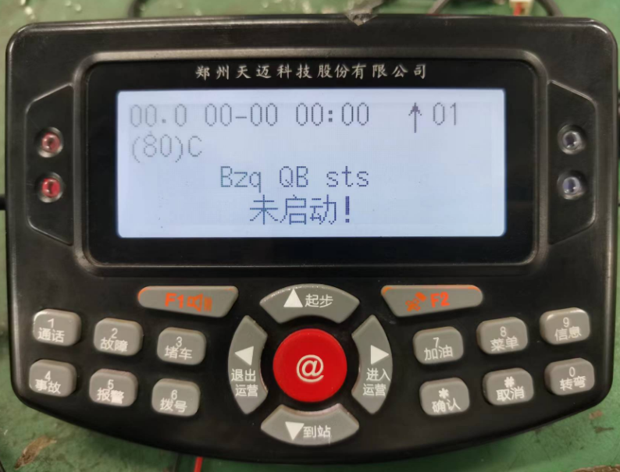 郑州天迈科技股份有限公司
00.0 00-00 00:00 ↑01
(80)C
Bzq QB sts
未启动!
F1
起步
F2
1 通话
2 故障
3 堵车
退出运营
@
进入运营
7 加油
8 菜单
9 信息
4 事故
5 报警
6 拨号
到站
* 确认
# 取消
0 转弯